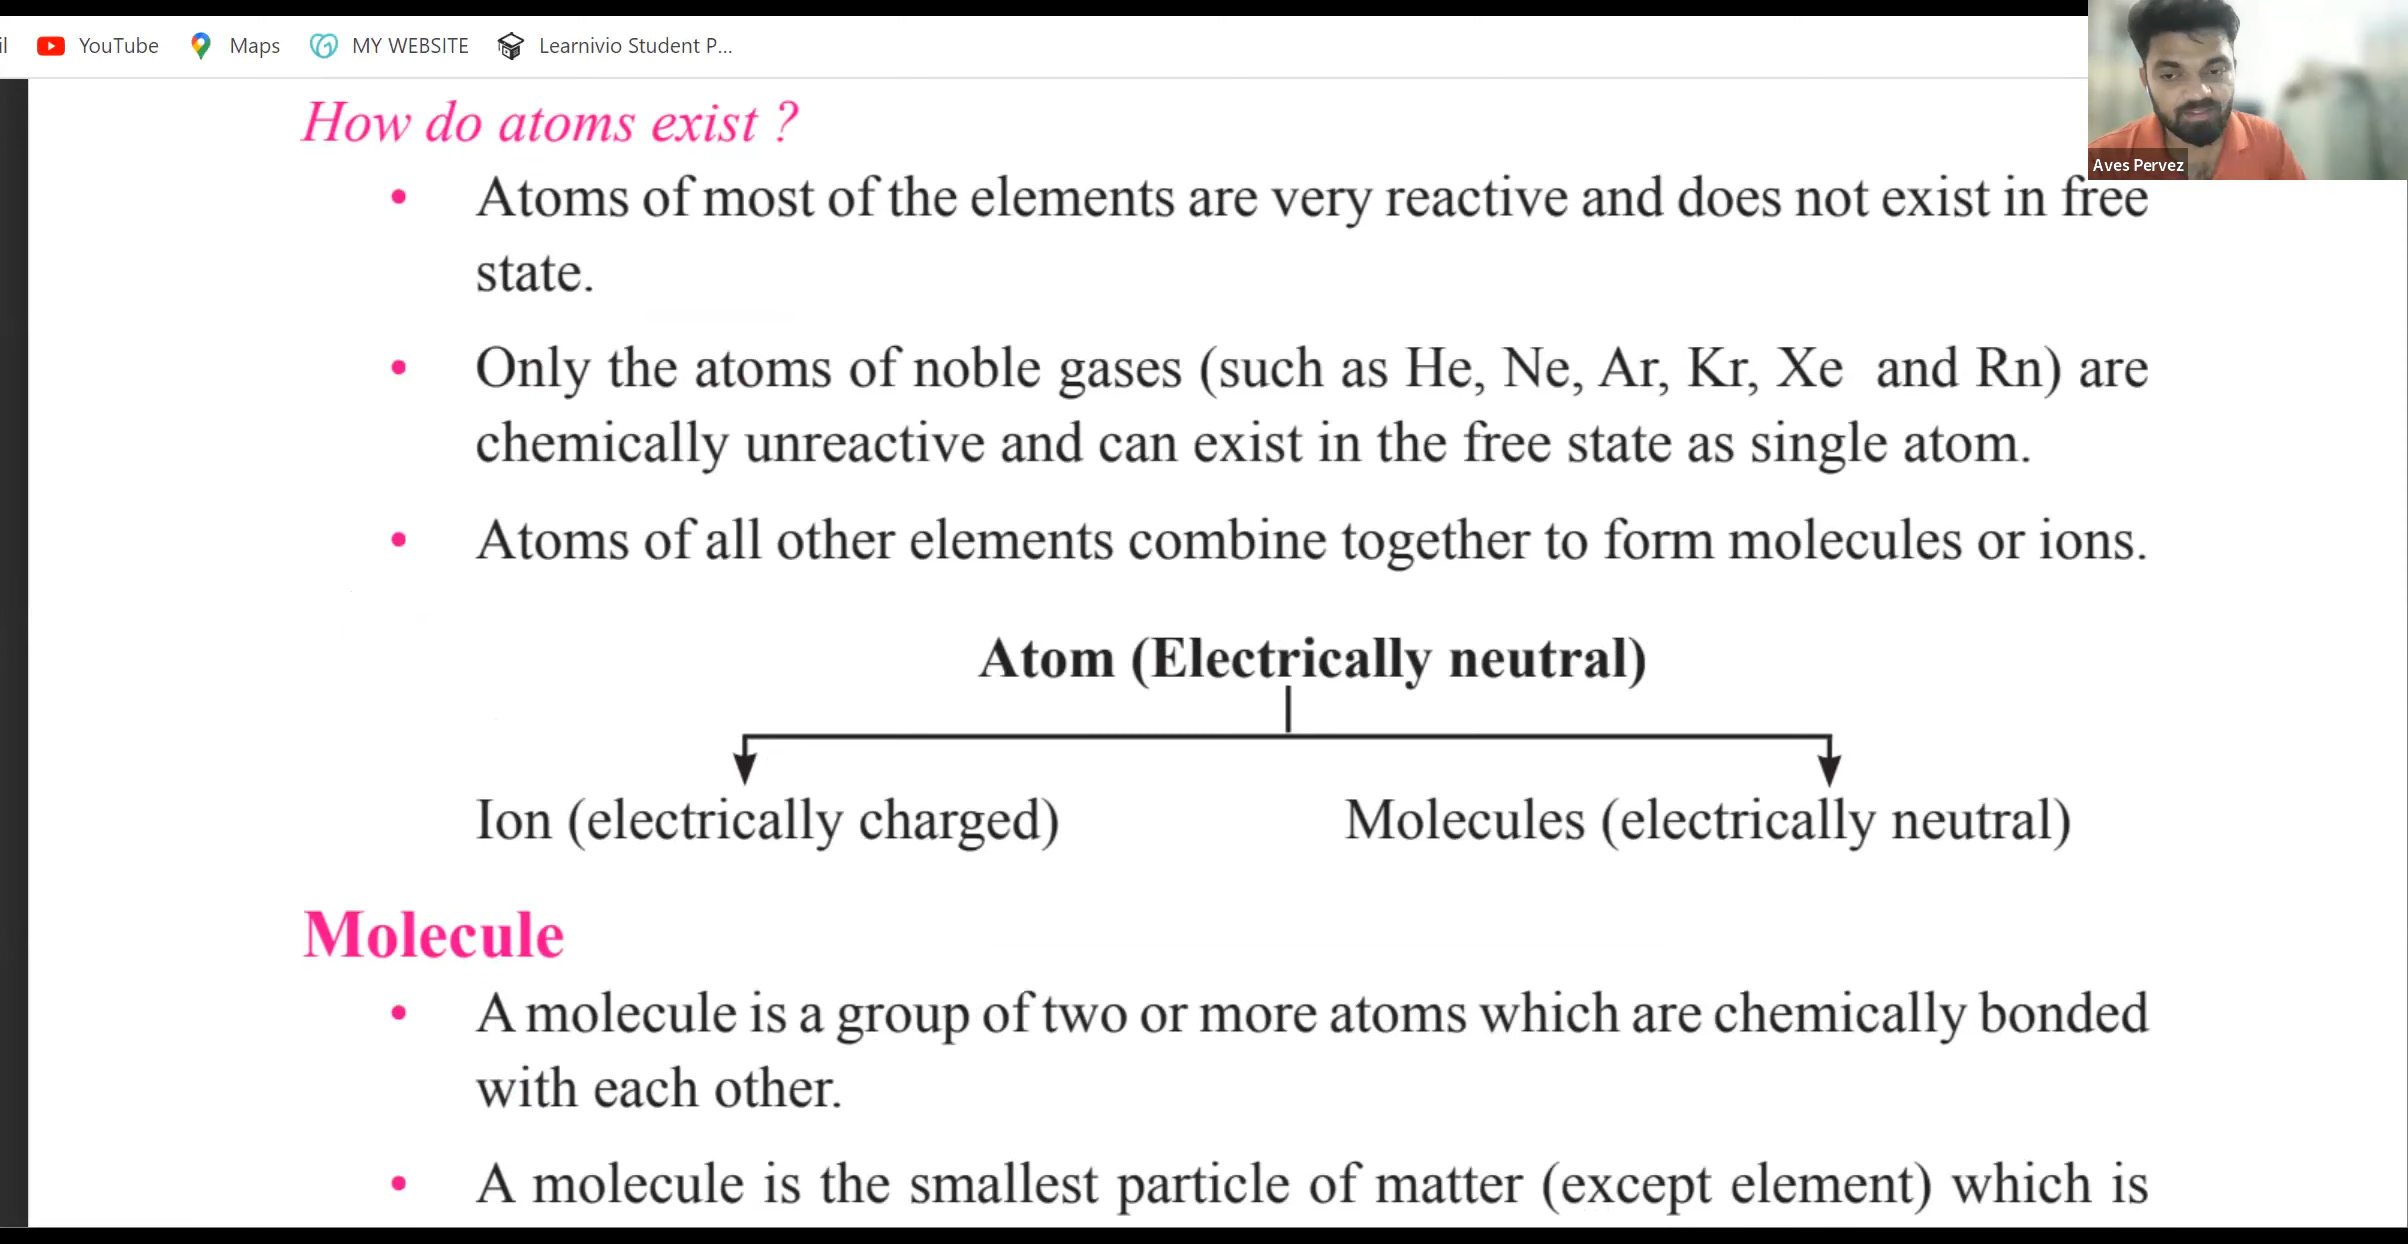 il YouTube Maps MY WEBSITE Learnivio Student P...
Aves Pervez
How do atoms exist ?
• Atoms of most of the elements are very reactive and does not exist in free
state.
• Only the atoms of noble gases (such as He, Ne, Ar, Kr, Xe and Rn) are
chemically unreactive and can exist in the free state as single atom.
• Atoms of all other elements combine together to form molecules or ions.
Atom (Electrically neutral)
Ion (electrically charged) Molecules (electrically neutral)
Molecule
• A molecule is a group of two or more atoms which are chemically bonded
with each other.
• A molecule is the smallest particle of matter (except element) which is